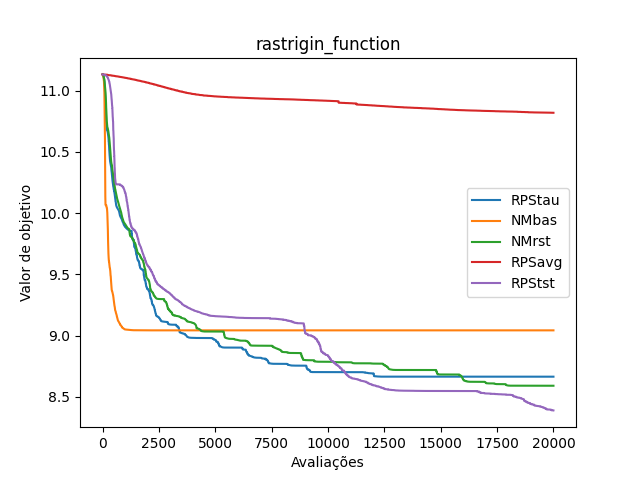 rastrigin_function
Valor de objetivo
11.0
10.5
10.0
9.5
9.0
8.5
RPStau
NMbas
NMrst
RPSavg
RPStst
0 2500 5000 7500 10000 12500 15000 17500 20000
Avaliações